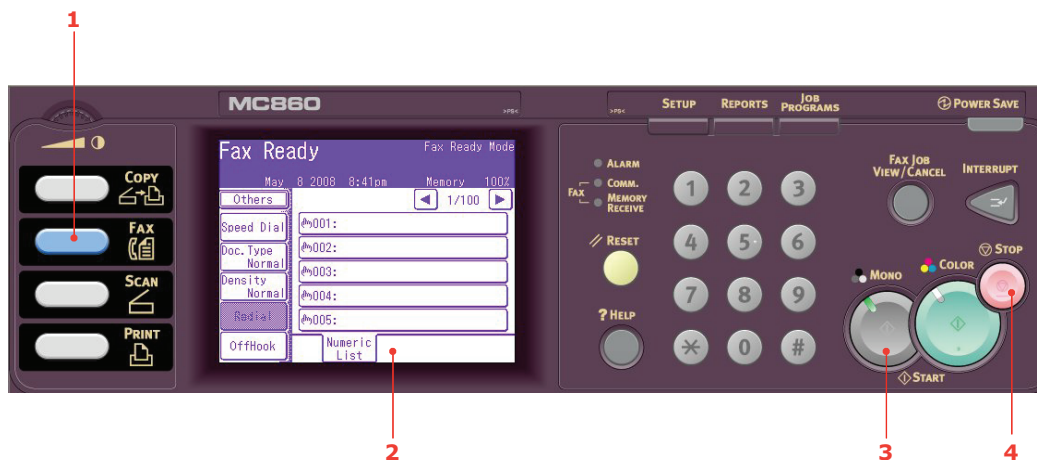 1
MC860
>PS<
>PS<
SETUP
REPORTS
JOB
PROGRAMS
POWER SAVE
COPY
FAX
SCAN
PRINT
Fax Ready
Fax Ready Mode
May 8 2008 8:41pm
Memory 100%
Others
1/100
Speed Dial
001:
Doc.Type
Normal
002:
003:
Density
Normal
004:
Redial
005:
OffHook
Numeric
List
ALARM
FAX
COMM.
MEMORY
RECEIVE
RESET
? HELP
1 2 3
4 5 6
7 8 9
* 0 #
FAX JOB
VIEW/CANCEL
INTERRUPT
STOP
MONO
COLOR
START
2
3
4